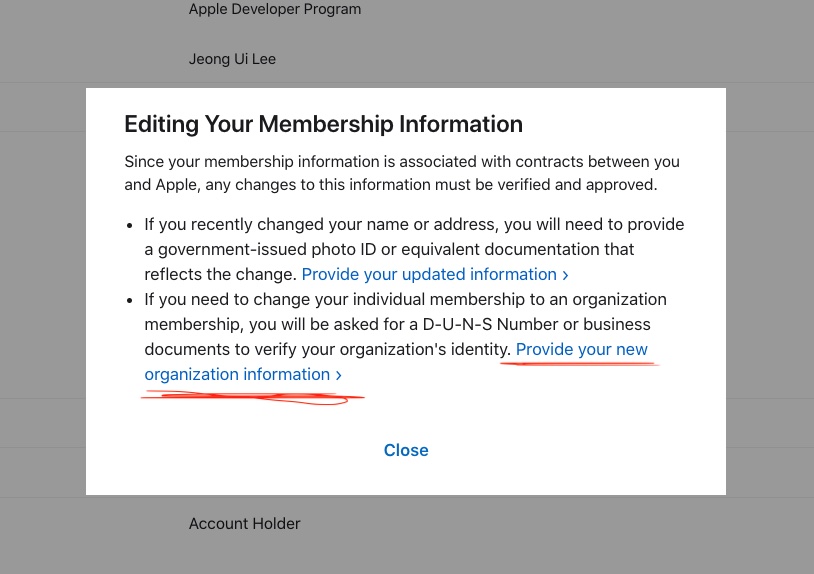 Apple Developer Program
Jeong Ui Lee
Editing Your Membership Information
Since your membership information is associated with contracts between you
and Apple, any changes to this information must be verified and approved.
• If you recently changed your name or address, you will need to provide
a government-issued photo ID or equivalent documentation that
reflects the change. Provide your updated information ›
• If you need to change your individual membership to an organization
membership, you will be asked for a D-U-N-S Number or business
documents to verify your organization's identity. Provide your new
organization information ›
Close
Account Holder